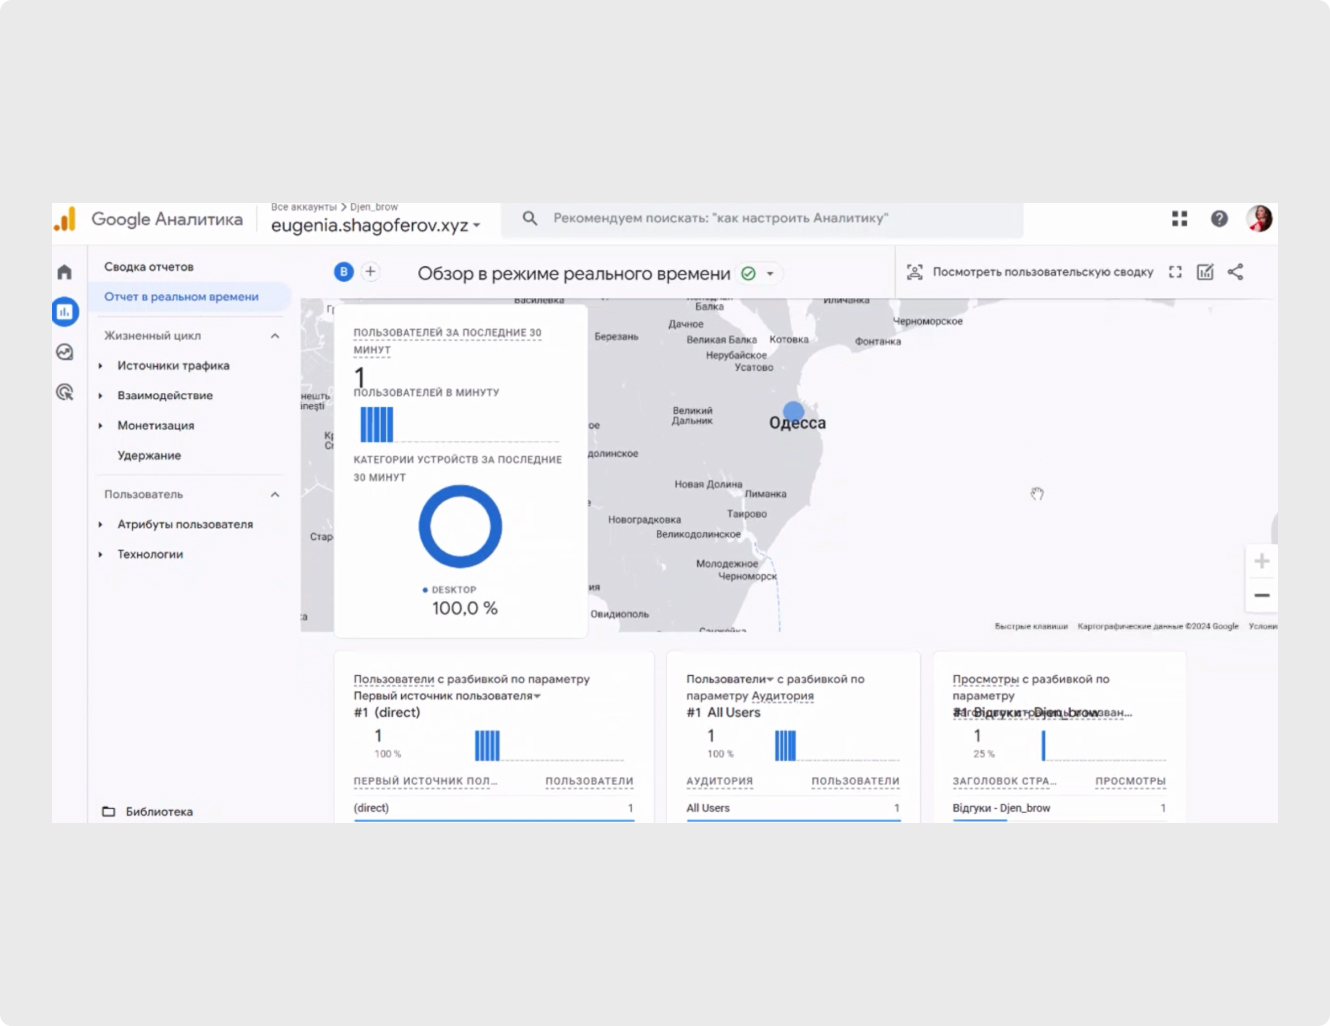 Google Аналитика
Все аккаунты > Djen_brow
eugenia.shagoferov.xyz
Рекомендуем поискать: "как настроить Аналитику"
Сводка отчетов
Отчет в реальном времени
Жизненный цикл
Источники трафика
Взаимодействие
Монетизация
Удержание
Пользователь
Атрибуты пользователя
Технологии
Библиотека
B
Обзор в режиме реального времени
Посмотреть пользовательскую сводку
ПОЛЬЗОВАТЕЛЕЙ ЗА ПОСЛЕДНИЕ 30
МИНУТ
1
ПОЛЬЗОВАТЕЛЕЙ В МИНУТУ
КАТЕГОРИИ УСТРОЙСТВ ЗА ПОСЛЕДНИЕ
30 МИНУТ
DESKTOP
100,0 %
Василевка
Балка
Иличанка
Дачное
Черноморское
Березань
Великая Балка
Котовка
Фонтанка
Нерубайское
Усатово
Великий
Дальник
Одесса
долинское
Новая Долина
Лиманка
Новоградковка
Таирово
Великодолинское
Стар
Молодежное
Черноморск
Овидиополь
Быстрые клавиши
Картографические данные ©2024 Google
Услови
Пользователи с разбивкой по параметру
Первый источник пользователя
#1 (direct)
1
100 %
ПЕРВЫЙ ИСТОЧНИК ПОЛ...
ПОЛЬЗОВАТЕЛИ
(direct)
1
Пользователи с разбивкой по
параметру Аудитория
#1 All Users
1
100 %
АУДИТОРИЯ
ПОЛЬЗОВАТЕЛИ
All Users
1
Просмотры с разбивкой по
параметру
#1 Відгуки - Djen_brow
1
25 %
ЗАГОЛОВОК СТРА...
ПРОСМОТРЫ
Відгуки - Djen_brow
1